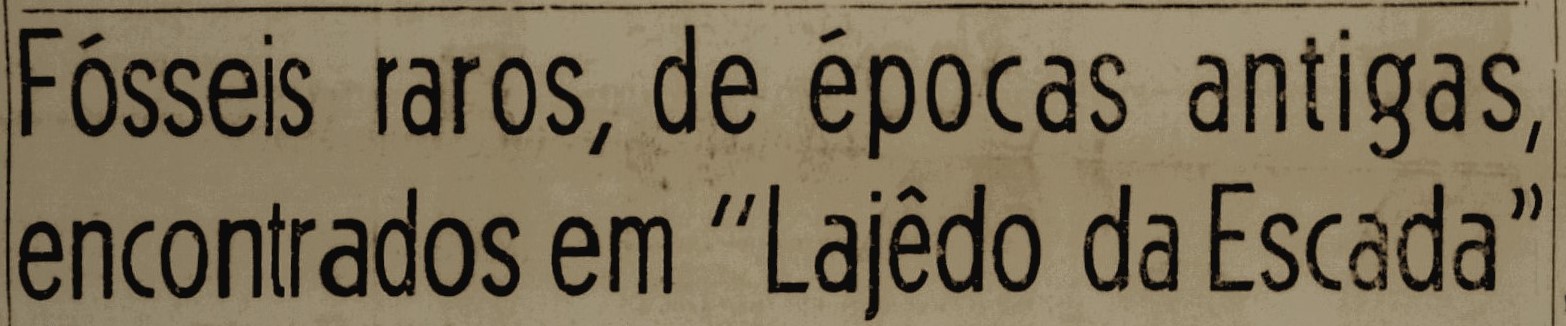 Fósseis raros, de épocas antigas,
encontrados em "Lajêdo da Escada"